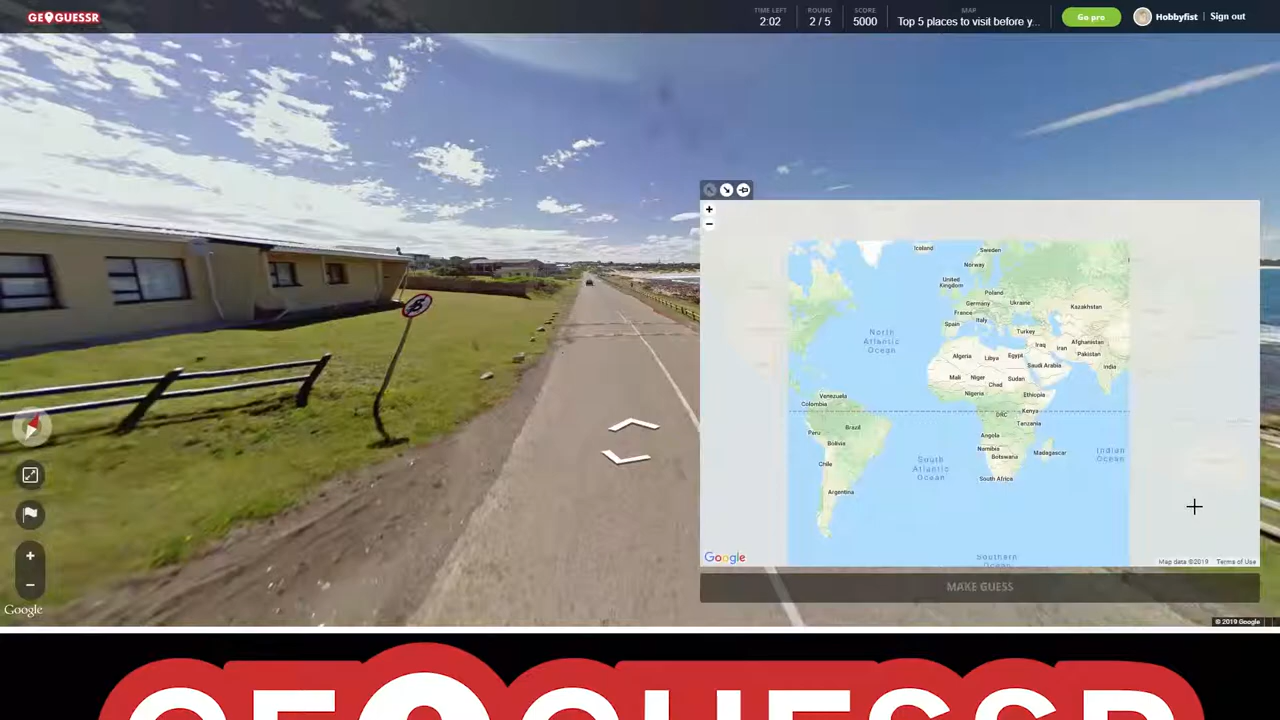 GEOGUESSR
TIME LEFT
2:02
ROUND
2 / 5
SCORE
5000
MAP
Top 5 places to visit before y...
Go pro
Hobbyfist
Sign out
+
−
Iceland
Sweden
Norway
United
Kingdom
Poland
Germany
Ukraine
Kazakhstan
France
Italy
Spain
Turkey
North
Atlantic
Ocean
Iraq
Iran
Afghanistan
Pakistan
Algeria
Libya
Egypt
Saudi Arabia
India
Mali
Niger
Chad
Sudan
Nigeria
Ethiopia
Venezuela
Colombia
DRC
Kenya
Tanzania
Peru
Brazil
Bolivia
Angola
Namibia
Botswana
Madagascar
Indian
Ocean
South
Atlantic
Ocean
Chile
South Africa
Argentina
Southern
Ocean
Google
Map data ©2019
Terms of Use
MAKE GUESS
+
−
Google
© 2019 Google
GEOGUESSR